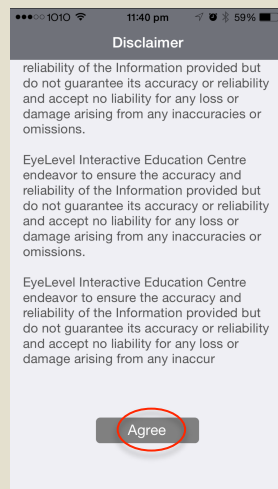 1010 11:40 pm 59%
Disclaimer
reliability of the Information provided but
do not guarantee its accuracy or reliability
and accept no liability for any loss or
damage arising from any inaccuracies or
omissions.
EyeLevel Interactive Education Centre
endeavor to ensure the accuracy and
reliability of the Information provided but
do not guarantee its accuracy or reliability
and accept no liability for any loss or
damage arising from any inaccuracies or
omissions.
EyeLevel Interactive Education Centre
endeavor to ensure the accuracy and
reliability of the Information provided but
do not guarantee its accuracy or reliability
and accept no liability for any loss or
damage arising from any inaccur
Agree